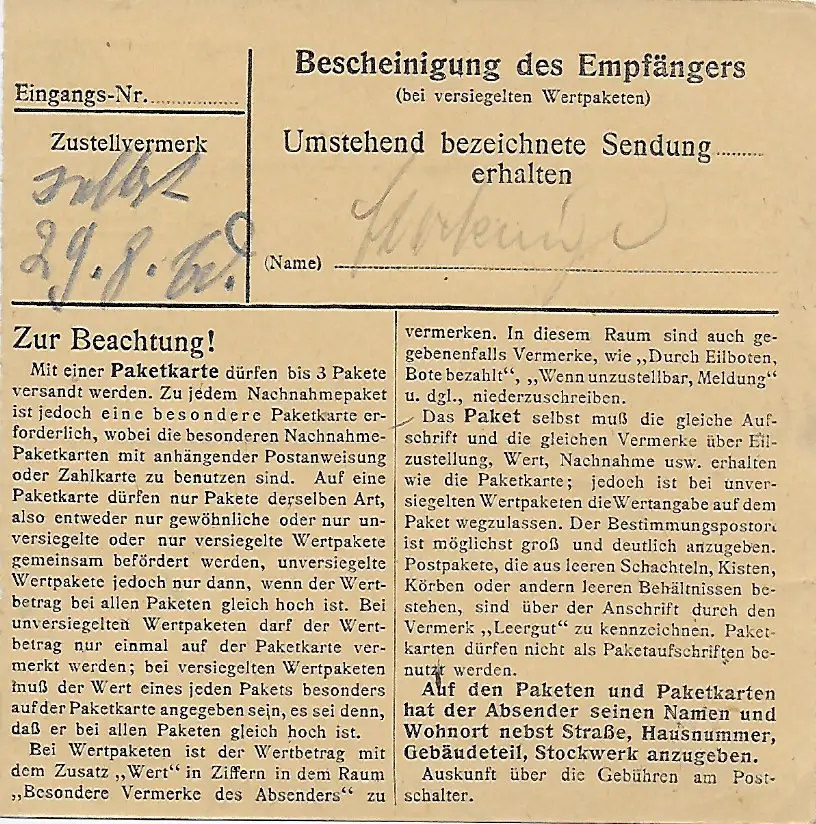 Eingangs-Nr.
Zustellvermerk
selbst
29. 8.
Bescheinigung des Empfängers
(bei versiegelten Wertpaketen)
Umstehend bezeichnete Sendung
erhalten
(Name)
Zur Beachtung!
Mit einer Paketkarte dürfen bis 3 Pakete
versandt werden. Zu jedem Nachnahmepaket
ist jedoch eine besondere Paketkarte er-
forderlich, wobei die besonderen Nachnahme-
Paketkarten mit anhängender Postanweisung
oder Zahlkarte zu benutzen sind. Auf eine
Paketkarte dürfen nur Pakete derselben Art,
also entweder nur gewöhnliche oder nur un-
versiegelte oder nur versiegelte Wertpakete
gemeinsam befördert werden, unversiegelte
Wertpakete jedoch nur dann, wenn der Wert-
betrag bei allen Paketen gleich hoch ist. Bei
unversiegelten Wertpaketen darf der Wert-
betrag nur einmal auf der Paketkarte ver-
merkt werden; bei versiegelten Wertpaketen
muß der Wert eines jeden Pakets besonders
auf der Paketkarte angegeben sein, es sei denn,
daß er bei allen Paketen gleich hoch ist.
Bei Wertpaketen ist der Wertbetrag mit
dem Zusatz „Wert“ in Ziffern in dem Raum
„Besondere Vermerke des Absenders“ zu
vermerken. In diesem Raum sind auch ge-
gebenenfalls Vermerke, wie „Durch Eilboten,
Bote bezahlt“, „Wenn unzustellbar, Meldung“
u. dgl., niederzuschreiben.
Das Paket selbst muß die gleiche Auf-
schrift und die gleichen Vermerke über Eil-
zustellung, Wert, Nachnahme usw. erhalten
wie die Paketkarte; jedoch ist bei unver-
siegelten Wertpaketen die Wertangabe auf dem
Paket wegzulassen. Der Bestimmungspostort
ist möglichst groß und deutlich anzugeben.
Postpakete, die aus leeren Schachteln, Kisten,
Körben oder andern leeren Behältnissen be-
stehen, sind über der Anschrift durch den
Vermerk „Leergut“ zu kennzeichnen. Paket-
karten dürfen nicht als Paketaufschriften be-
nutzt werden.
Auf den Paketen und Paketkarten
hat der Absender seinen Namen und
Wohnort nebst Straße, Hausnummer,
Gebäudeteil, Stockwerk anzugeben.
Auskunft über die Gebühren am Post-
schalter.